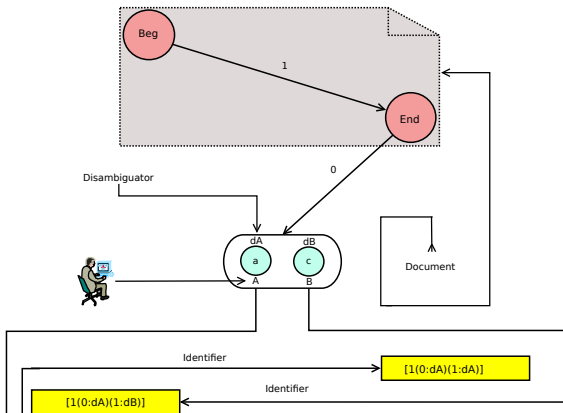 Beg
1
End
0
Disambiguator
dA dB
a c
A B
Document
Identifier
[1(0:dA)(1:dA)]
Identifier
[1(0:dA)(1:dB)]